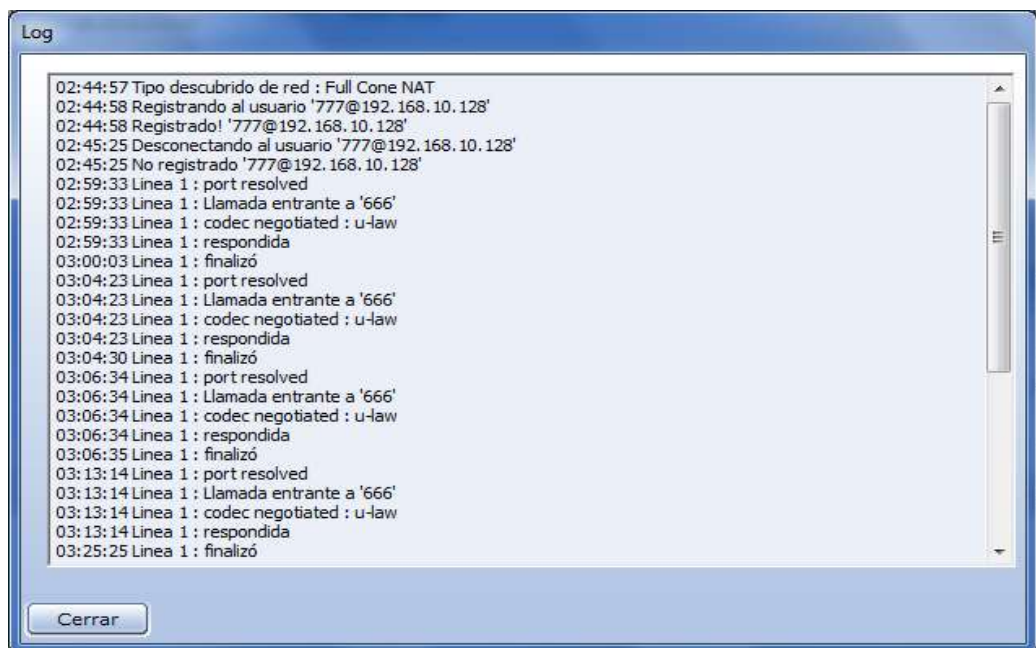 Log
02:44:57 Tipo descubrido de red : Full Cone NAT
02:44:58 Registrando al usuario '777@192.168.10.128'
02:44:58 Registrado! '777@192.168.10.128'
02:45:25 Desconectando al usuario '777@192.168.10.128'
02:45:25 No registrado '777@192.168.10.128'
02:59:33 Linea 1 : port resolved
02:59:33 Linea 1 : Llamada entrante a '666'
02:59:33 Linea 1 : codec negotiated : u-law
02:59:33 Linea 1 : respondida
03:00:03 Linea 1 : finalizó
03:04:23 Linea 1 : port resolved
03:04:23 Linea 1 : Llamada entrante a '666'
03:04:23 Linea 1 : codec negotiated : u-law
03:04:23 Linea 1 : respondida
03:04:30 Linea 1 : finalizó
03:06:34 Linea 1 : port resolved
03:06:34 Linea 1 : Llamada entrante a '666'
03:06:34 Linea 1 : codec negotiated : u-law
03:06:34 Linea 1 : respondida
03:06:35 Linea 1 : finalizó
03:13:14 Linea 1 : port resolved
03:13:14 Linea 1 : Llamada entrante a '666'
03:13:14 Linea 1 : codec negotiated : u-law
03:13:14 Linea 1 : respondida
03:25:25 Linea 1 : finalizó
Cerrar